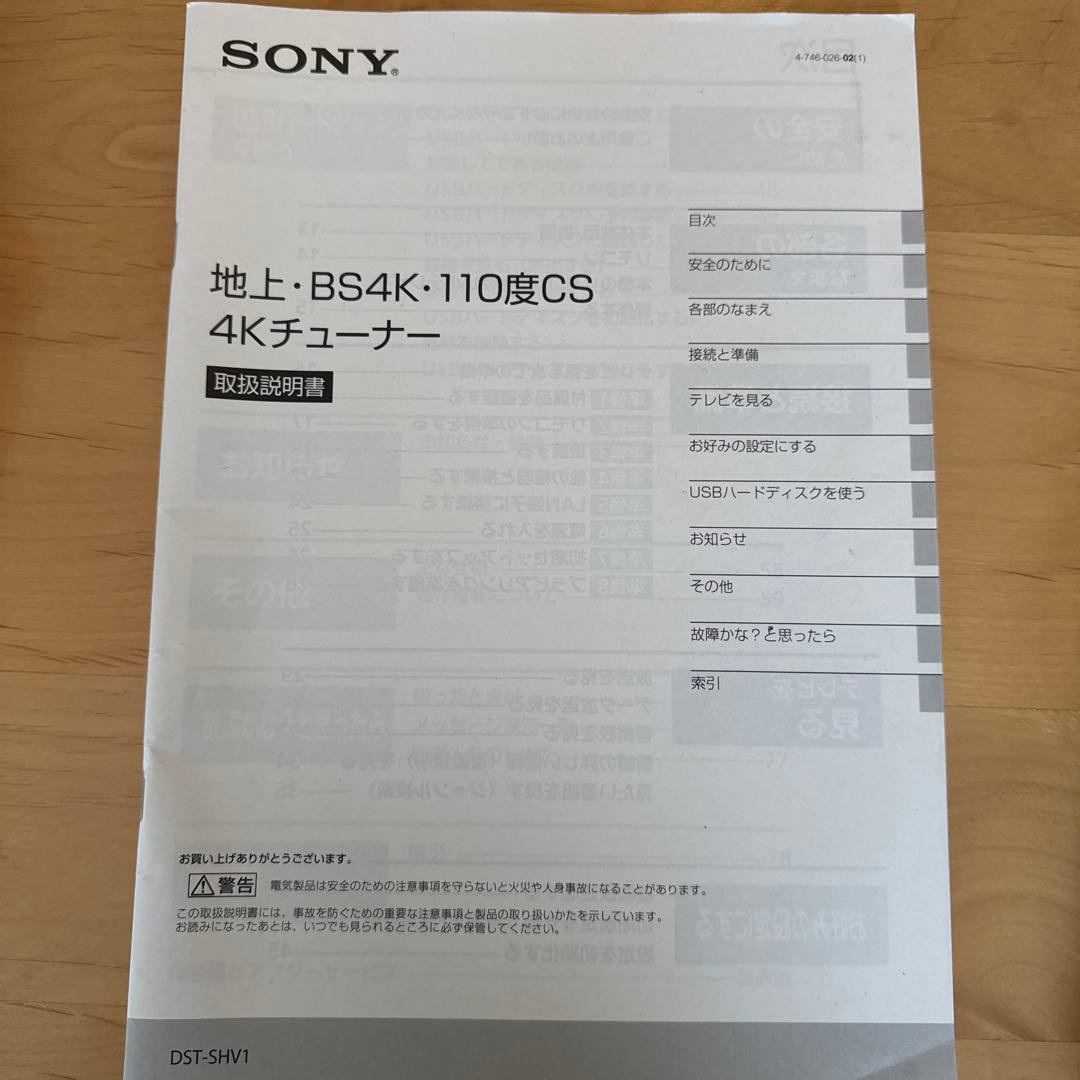 SONY®
4-746-026-02(1)
地上・BS4K・110度CS
4Kチューナー
取扱説明書
目次
安全のために
各部のなまえ
接続と準備
テレビを見る
お好みの設定にする
USBハードディスクを使う
お知らせ
その他
故障かな？と思ったら
索引
お買い上げありがとうございます。
警告 電気製品は安全のための注意事項を守らないと火災や人身事故になることがあります。
この取扱説明書には、事故を防ぐための重要な注意事項と製品の取り扱いかたを示しています。
お読みになったあとは、いつでも見られるところに必ず保管してください。
DST-SHV1